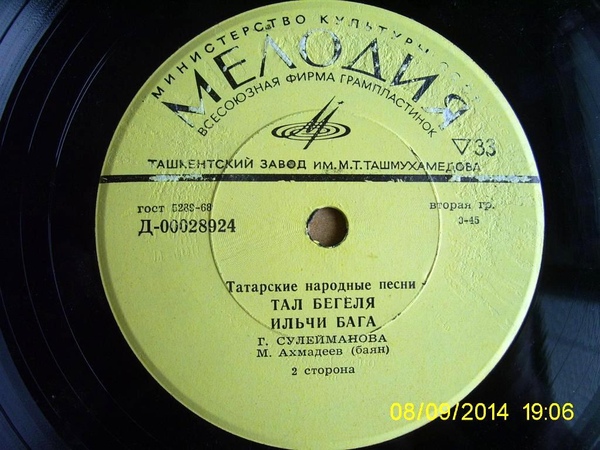 МИНИСТЕРСТВО КУЛЬТУРЫ
МЕЛОДИЯ
ВСЕСОЮЗНАЯ ФИРМА ГРАМПЛАСТИНОК
33
ТАШКЕНТСКИЙ ЗАВОД ИМ. М.Т. ТАШМУХАМЕДОВА
гост 5289-68
вторая гр.
Д-00028924
3-45
Татарские народные песни
ТАЛ БЕГЕЛЯ
ИЛЬЧИ БАГА
Г. СУЛЕЙМАНОВА
М. Ахмадеев (баян)
2 сторона
08/09/2014 19:06